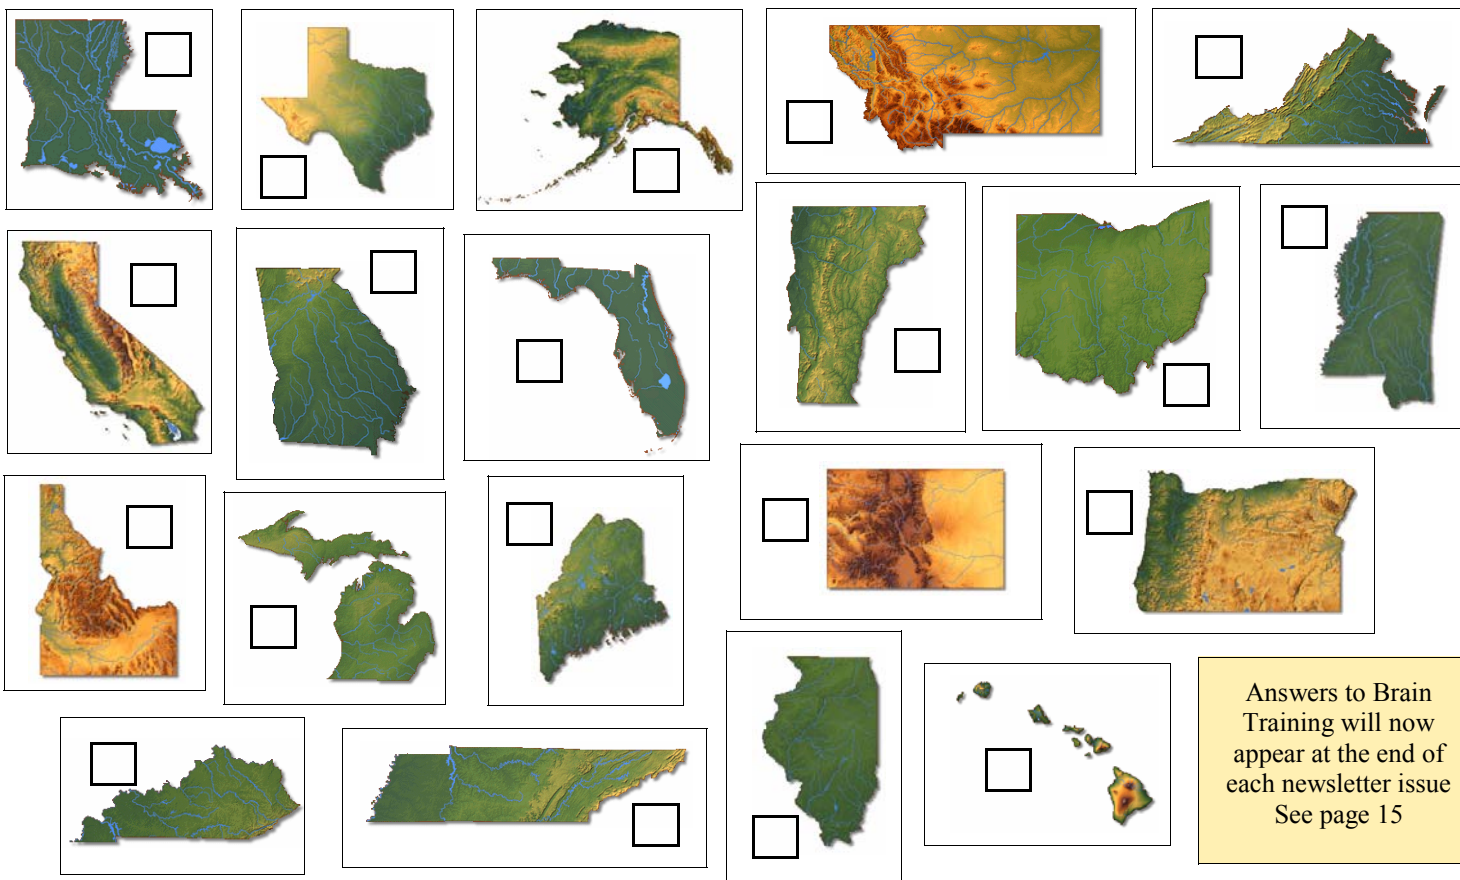 Answers to Brain
Training will now
appear at the end of
each newsletter issue
See page 15